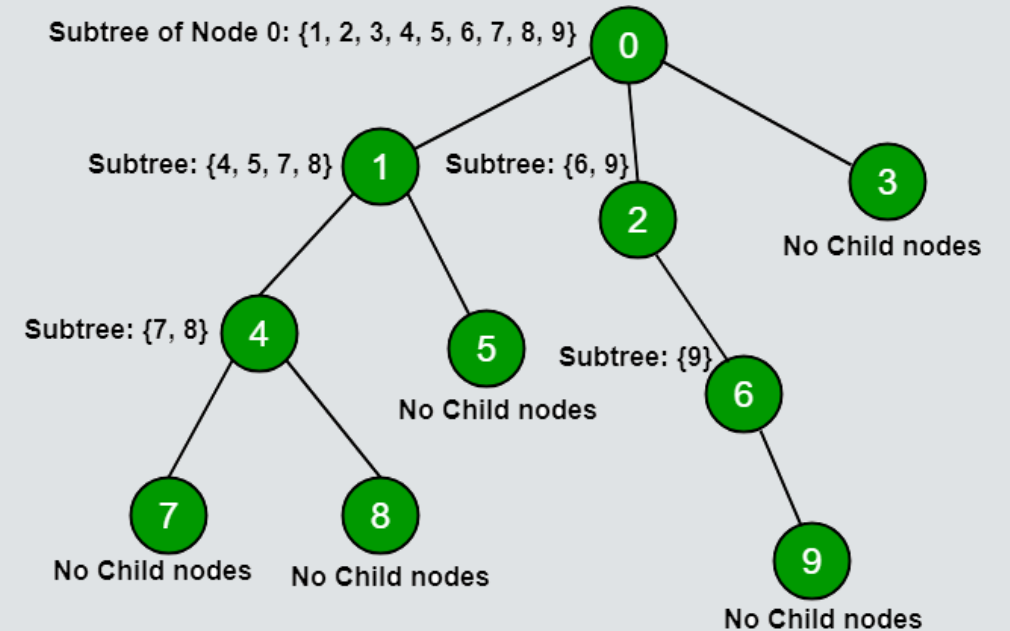 Subtree of Node 0: {1, 2, 3, 4, 5, 6, 7, 8, 9}
0
Subtree: {4, 5, 7, 8}
1
Subtree: {6, 9}
2
3
No Child nodes
Subtree: {7, 8}
4
5
No Child nodes
Subtree: {9}
6
7
No Child nodes
8
No Child nodes
9
No Child nodes